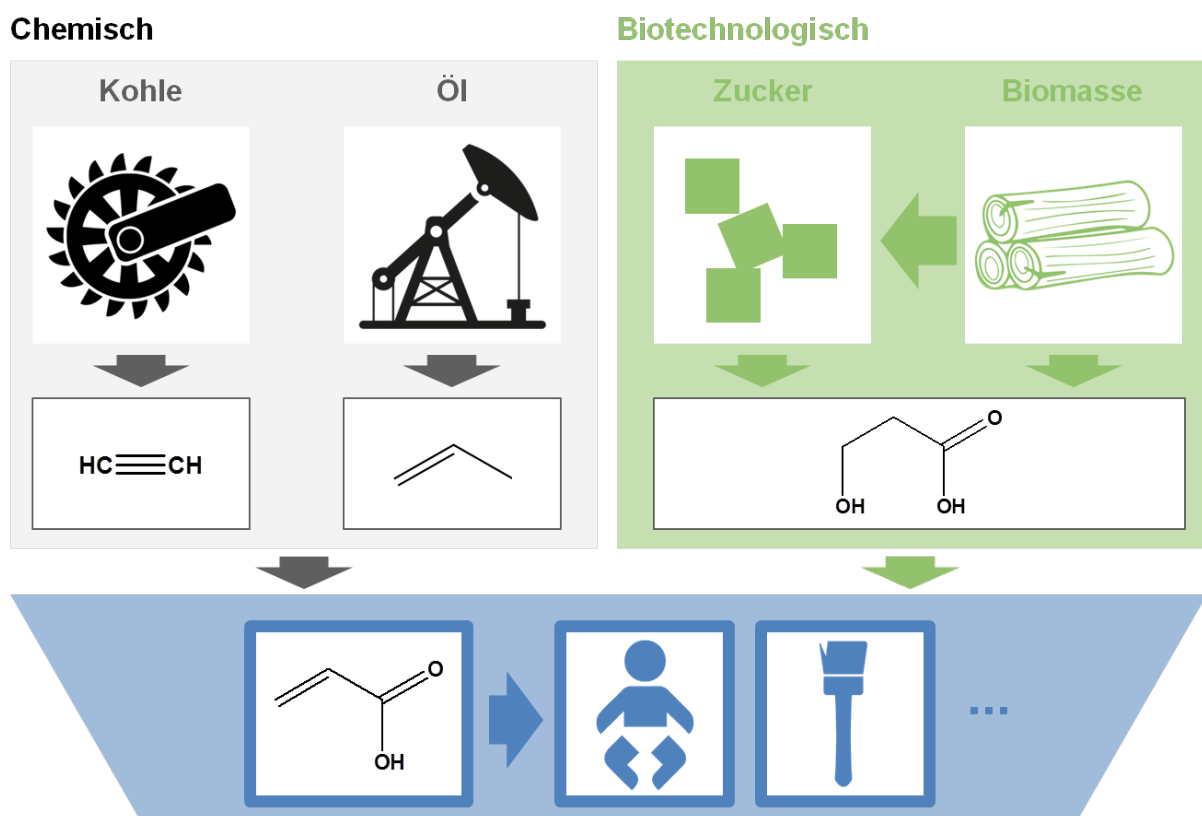 Chemisch
Biotechnologisch
Kohle
Öl
Zucker
Biomasse
HC≡CH
O
OH
OH
O
OH
...